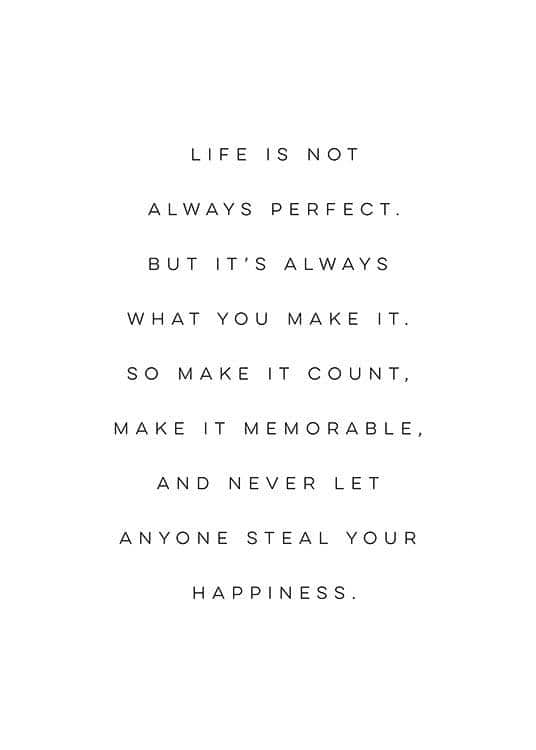 LIFE IS NOT
ALWAYS PERFECT.
BUT IT'S ALWAYS
WHAT YOU MAKE IT.
SO MAKE IT COUNT,
MAKE IT MEMORABLE,
AND NEVER LET
ANYONE STEAL YOUR
HAPPINESS.